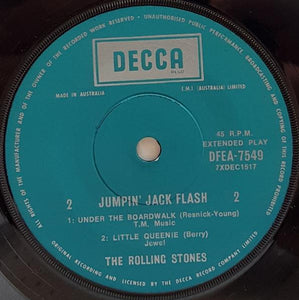 ALL RIGHTS OF THE MANUFACTURER AND OF THE OWNER OF THE RECORDED WORK RESERVED. UNAUTHORISED PUBLIC PERFORMANCE, BROADCASTING AND COPYING OF THIS RECORD PROHIBITED
DECCA
MADE IN AUSTRALIA
E.M.I. (AUSTRALIA) LIMITED
45 R.P.M.
EXTENDED PLAY
DFEA-7549
7XDEC1517
2 JUMPIN' JACK FLASH 2
1: UNDER THE BOARDWALK (Resnick-Young)
T.M. Music
2: LITTLE QUEENIE (Berry)
Jewel
THE ROLLING STONES
ORIGINAL RECORDING AND LICENSED BY THE DECCA RECORD COMPANY LIMITED, LONDON